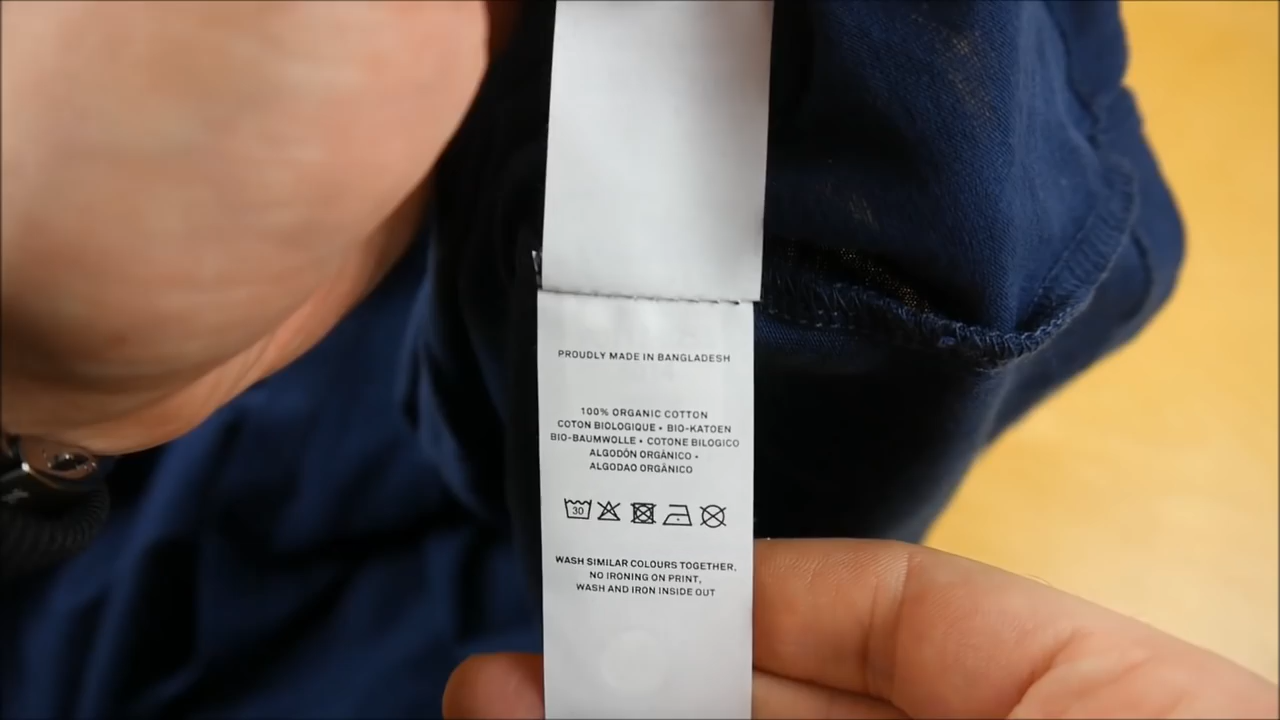 PROUDLY MADE IN BANGLADESH
100% ORGANIC COTTON
COTON BIOLOGIQUE • BIO-KATOEN
BIO-BAUMWOLLE • COTONE BILOGICO
ALGODÓN ORGÁNICO •
ALGODAO ORGÂNICO
30
WASH SIMILAR COLOURS TOGETHER,
NO IRONING ON PRINT,
WASH AND IRON INSIDE OUT